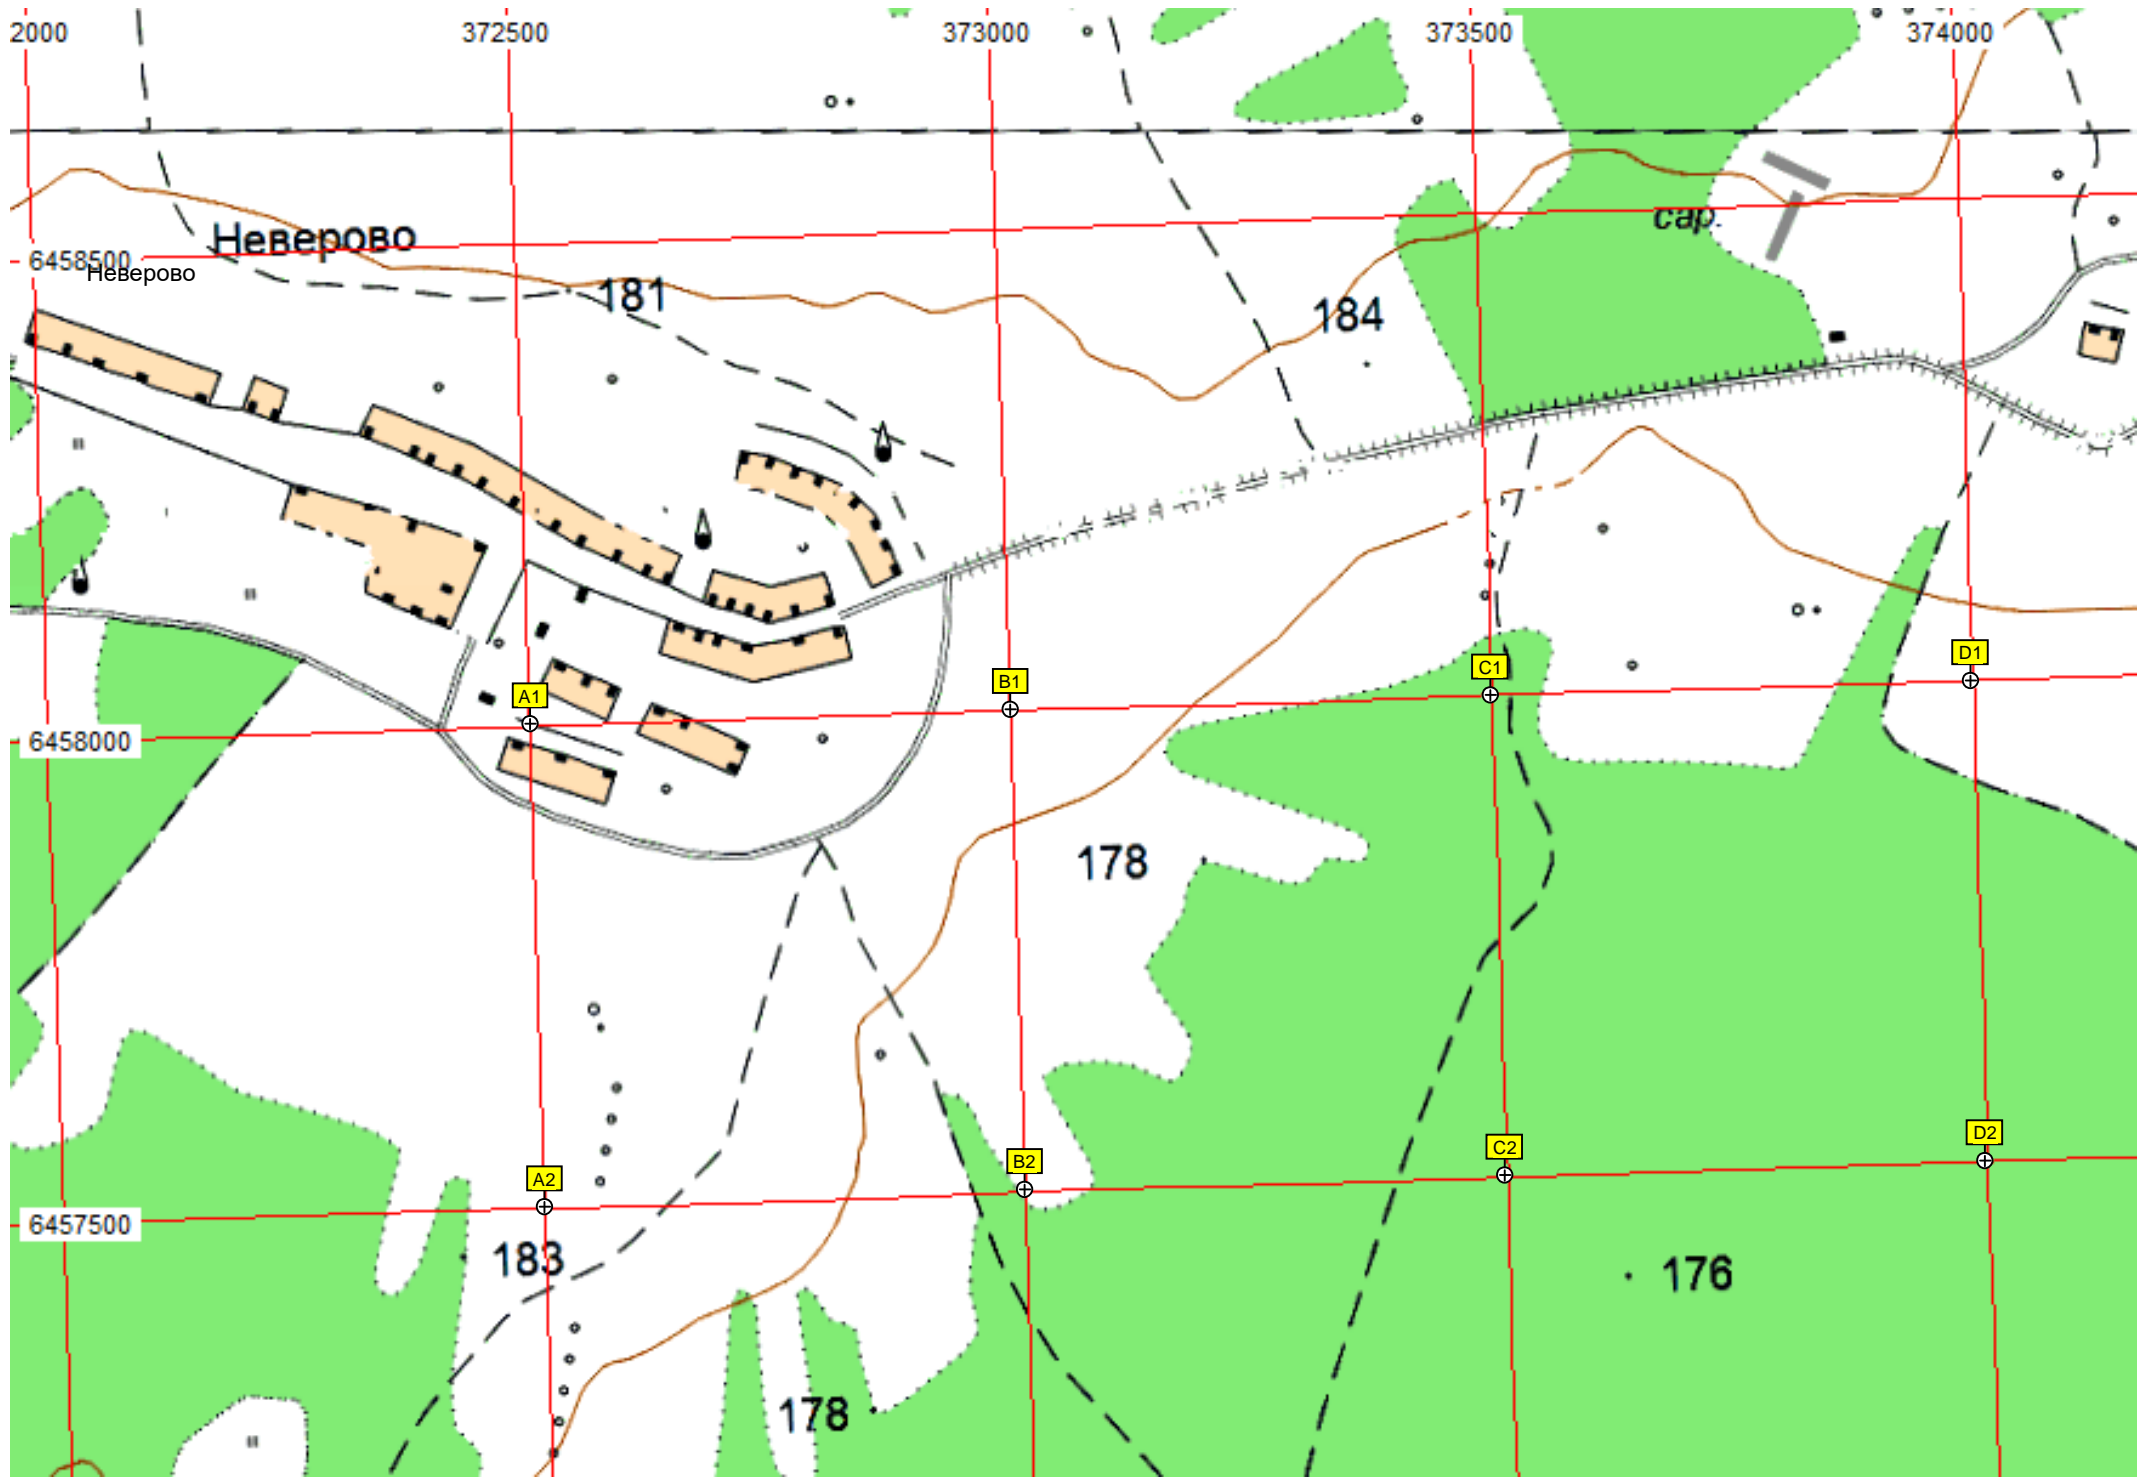 2000 372500 373000 373500 374000
Неверово
сар.
6458500
Неверово
181
184
D1
C1
B1
A1
6458000
178
D2
C2
B2
A2
6457500
183
176
178